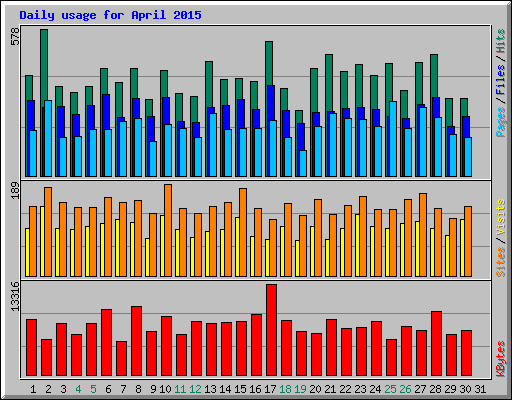 Daily usage for April 2015
578
Pages / Files / Hits
189
Sites / Visits
13316
KBytes
1 2 3 4 5 6 7 8 9 10 11 12 13 14 15 16 17 18 19 20 21 22 23 24 25 26 27 28 29 30 31